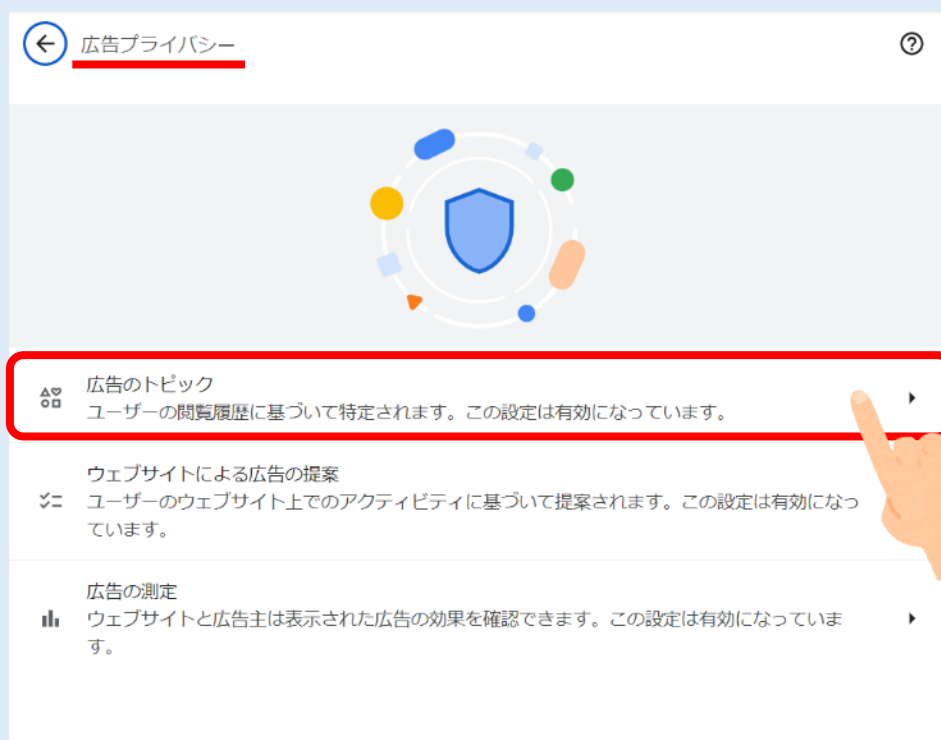 広告プライバシー
広告のトピック
ユーザーの閲覧履歴に基づいて特定されます。この設定は有効になっています。
ウェブサイトによる広告の提案
ユーザーのウェブサイト上でのアクティビティに基づいて提案されます。この設定は有効になっ
ています。
広告の測定
ウェブサイトと広告主は表示された広告の効果を確認できます。この設定は有効になっていま
す。